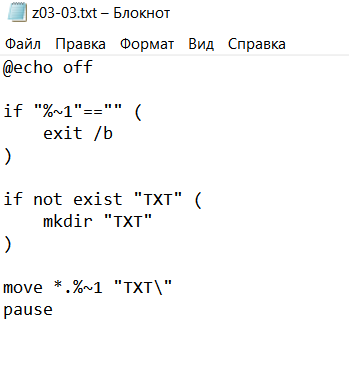 z03-03.txt – Блокнот
Файл Правка Формат Вид Справка
@echo off
if "%~1"=="" (
    exit /b
)
if not exist "TXT" (
    mkdir "TXT"
)
move *.%~1 "TXT\"
pause